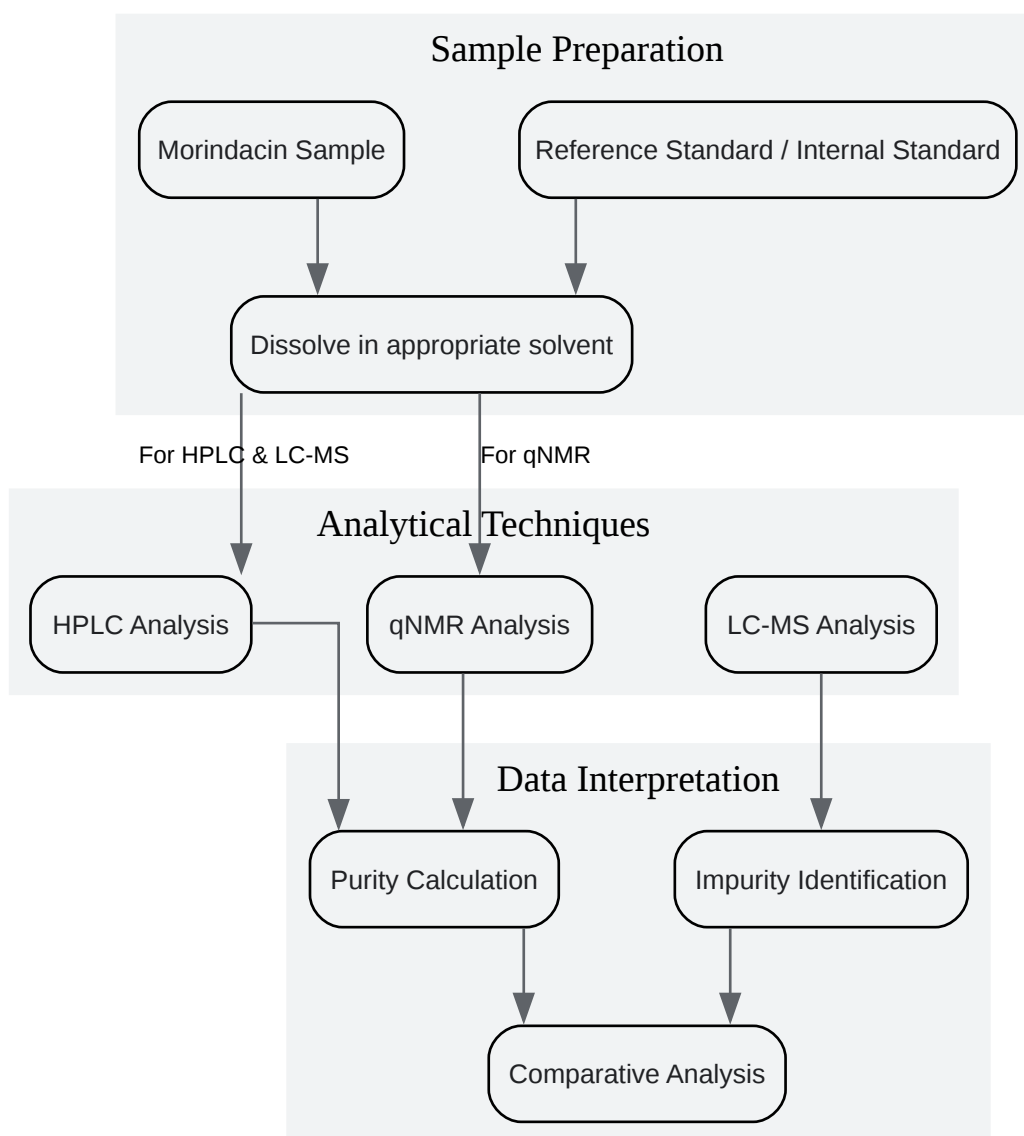 Sample Preparation
Morindacin Sample
Reference Standard / Internal Standard
Dissolve in appropriate solvent
For HPLC & LC-MS
For qNMR
Analytical Techniques
HPLC Analysis
qNMR Analysis
LC-MS Analysis
Data Interpretation
Purity Calculation
Impurity Identification
Comparative Analysis